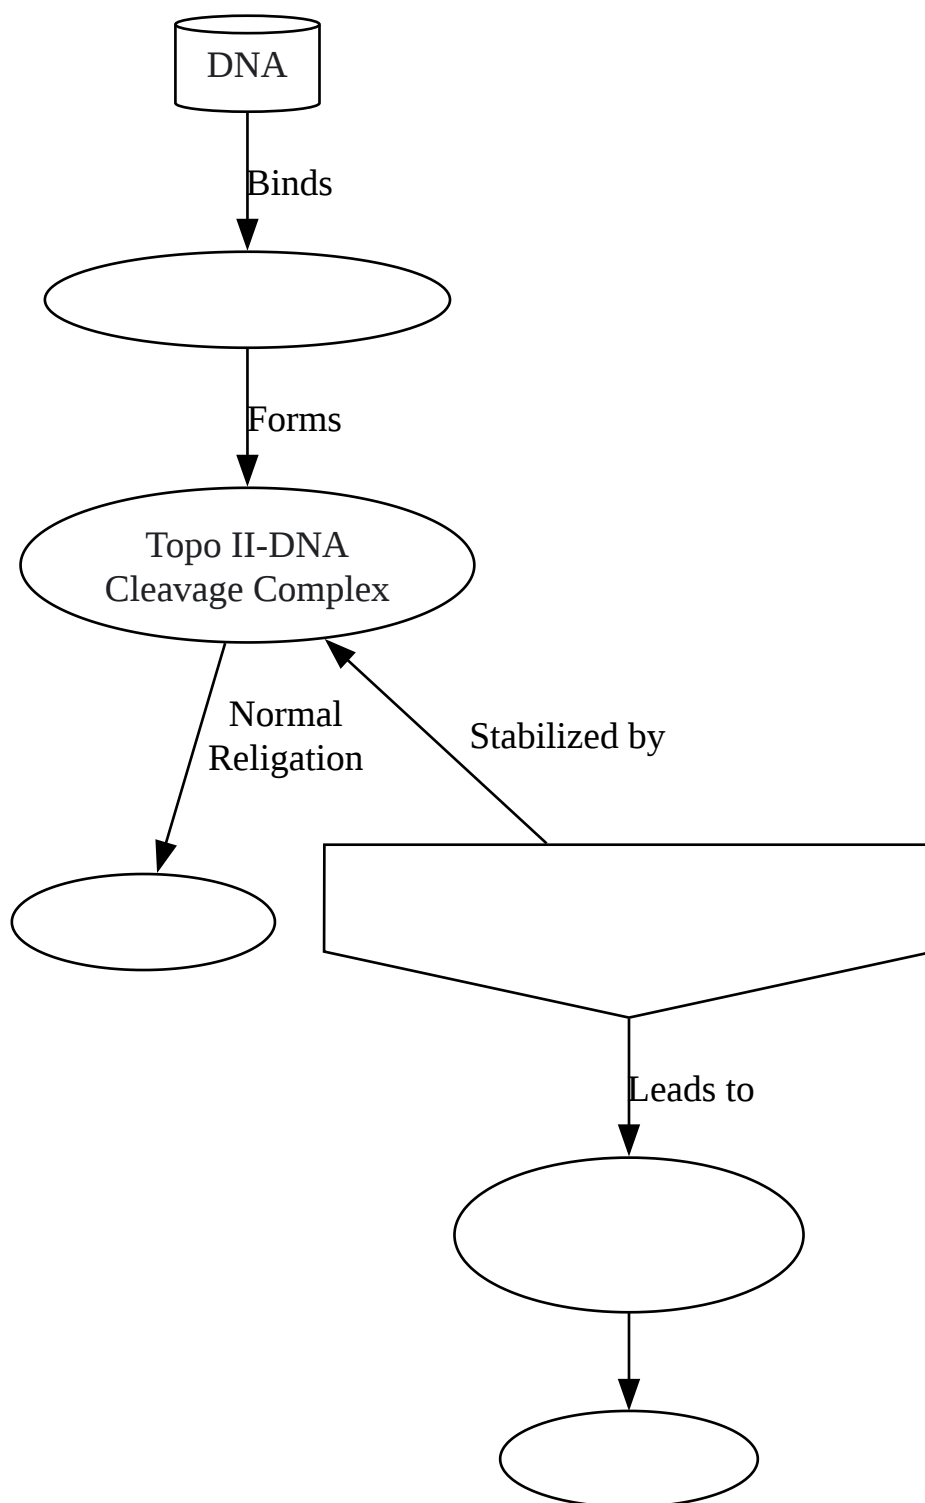 DNA
Binds
Forms
Topo II-DNA
Cleavage Complex
Normal
Religation
Stabilized by
Leads to